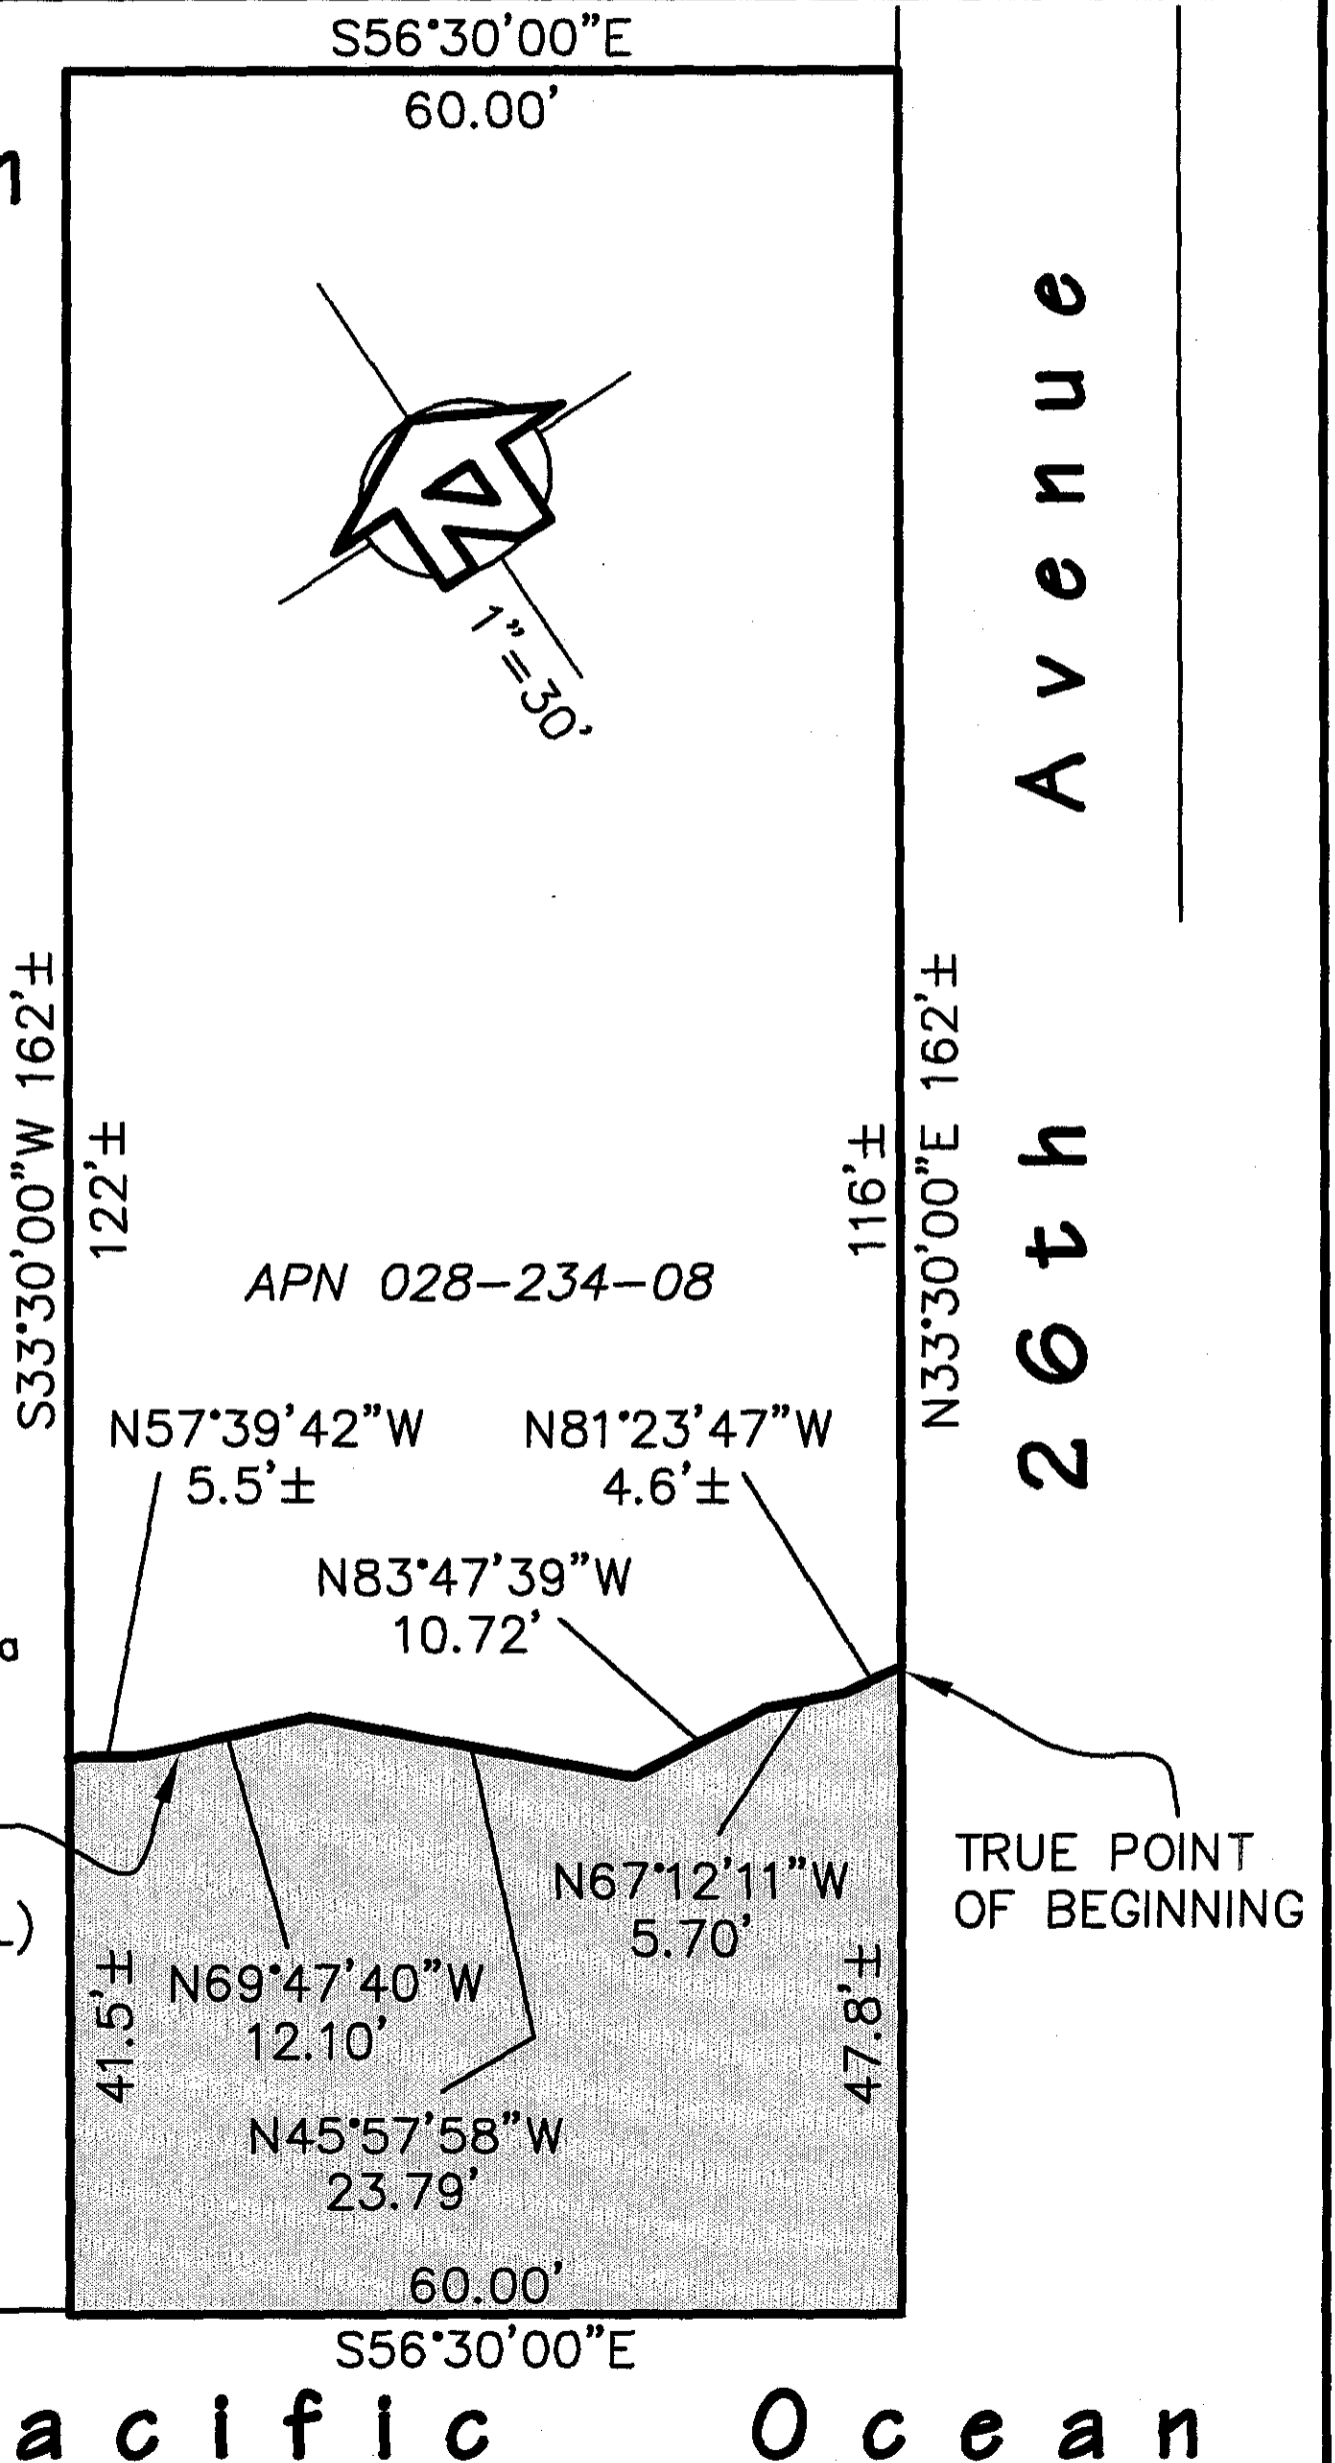 S56°30'00"E
60.00'
n
Avenue
1"=30'
S33°30'00"W 162'±
122'±
116'±
N33°30'00"E 162'±
26th
APN 028-234-08
N57°39'42"W
5.5'±
N81°23'47"W
4.6'±
N83°47'39"W
10.72'
a
N67°12'11"W
5.70'
TRUE POINT
OF BEGINNING
41.5'±
N69°47'40"W
12.10'
47.8'±
N45°57'58"W
23.79'
60.00'
S56°30'00"E
acific Ocean